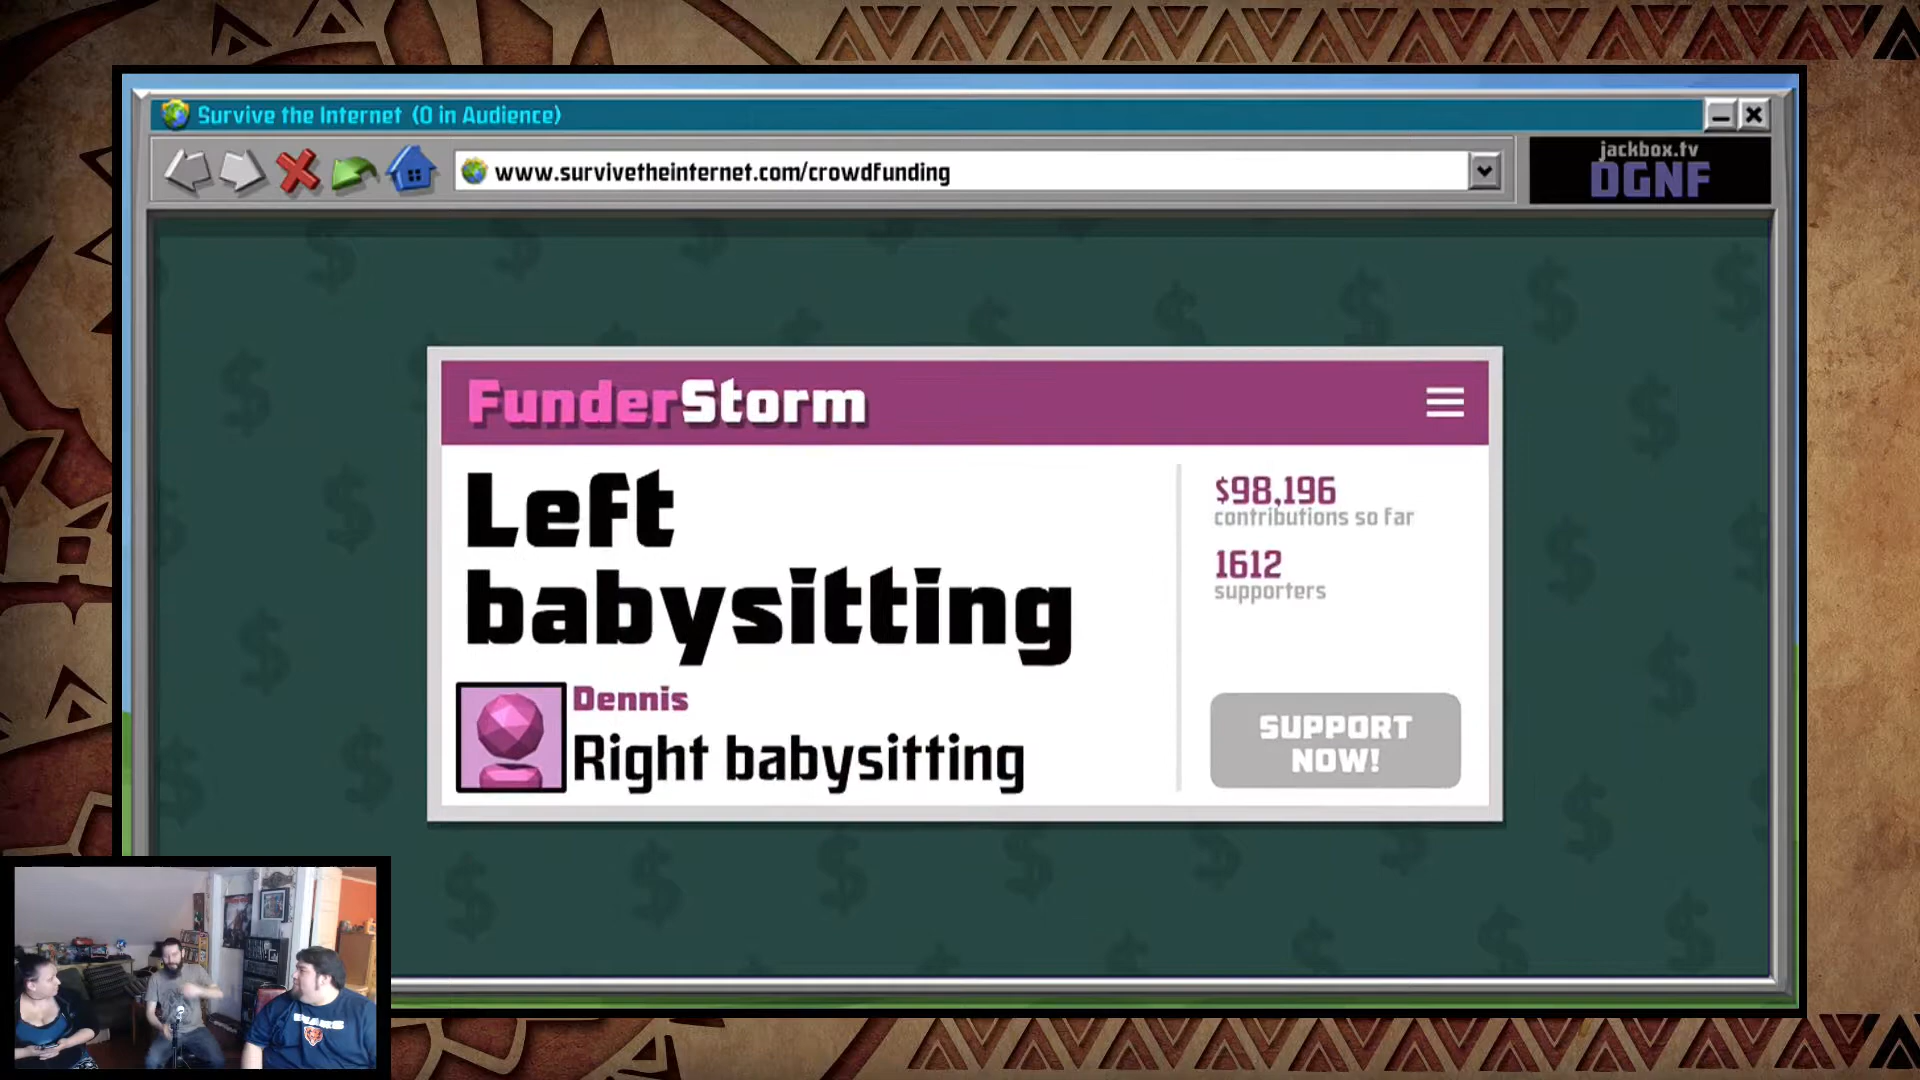 Survive the Internet (0 in Audience)
www.survivetheinternet.com/crowdfunding
jackbox.tv
DGNF
FunderStorm
Left
babysitting
Dennis
Right babysitting
$98,196
contributions so far
1612
supporters
SUPPORT
NOW!
BEARS